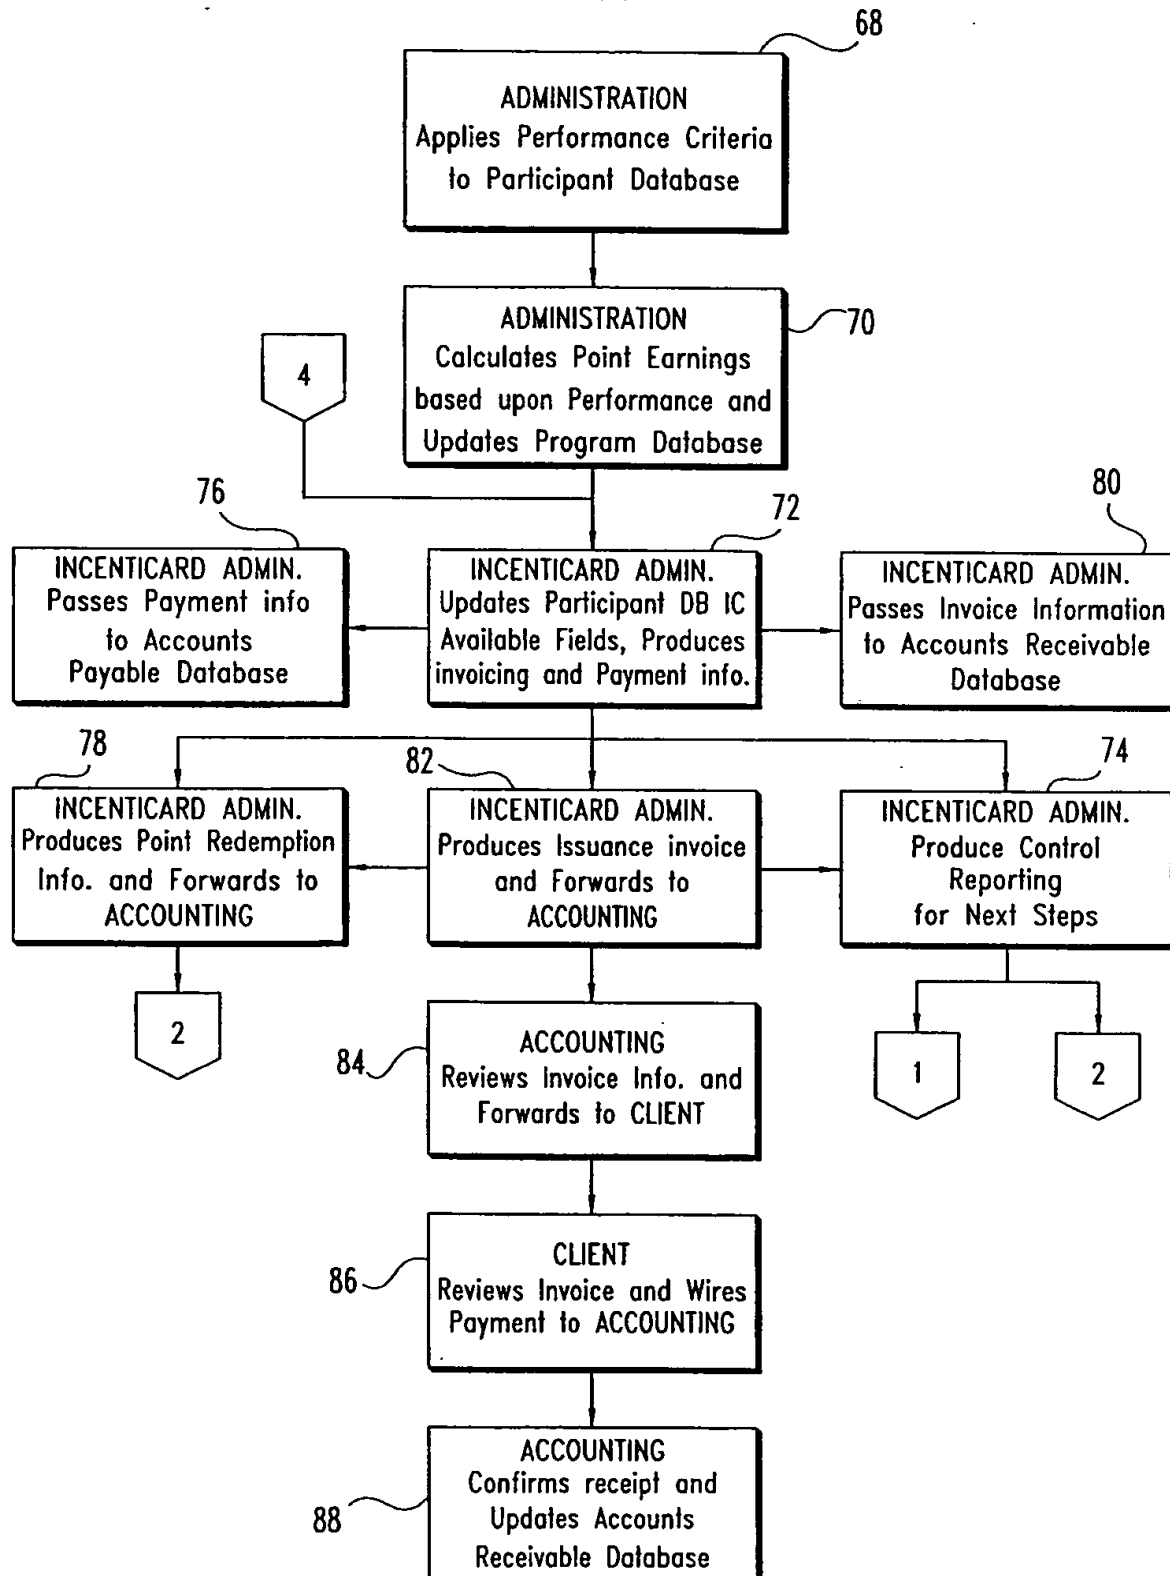 68
ADMINISTRATION
Applies Performance Criteria
to Participant Database
70
ADMINISTRATION
Calculates Point Earnings
based upon Performance and
Updates Program Database
4
76
INCENTICARD ADMIN.
Passes Payment info
to Accounts
Payable Database
72
INCENTICARD ADMIN.
Updates Participant DB IC
Available Fields, Produces
invoicing and Payment info.
80
INCENTICARD ADMIN.
Passes Invoice Information
to Accounts Receivable
Database
78
INCENTICARD ADMIN.
Produces Point Redemption
Info. and Forwards to
ACCOUNTING
82
INCENTICARD ADMIN.
Produces Issuance invoice
and Forwards to
ACCOUNTING
74
INCENTICARD ADMIN.
Produce Control
Reporting
for Next Steps
2
1
2
84
ACCOUNTING
Reviews Invoice Info. and
Forwards to CLIENT
86
CLIENT
Reviews Invoice and Wires
Payment to ACCOUNTING
88
ACCOUNTING
Confirms receipt and
Updates Accounts
Receivable Database